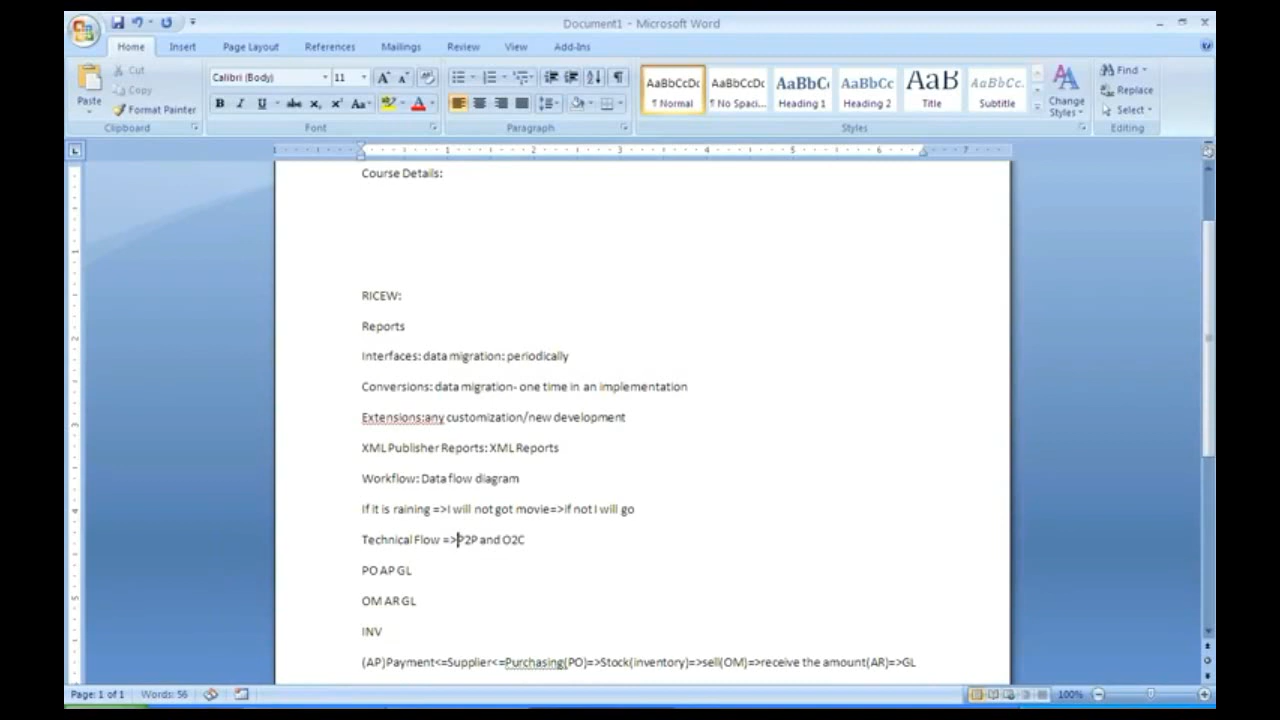 Document1 - Microsoft Word
Home Insert Page Layout References Mailings Review View Add-Ins
Paste
Cut
Copy
Format Painter
Clipboard
Calibri (Body) 11
Font
Paragraph
AaBbCcDc AaBbCcDc AaBbC AaBbCc AaB AaBbCc.
¶ Normal ¶ No Spaci... Heading 1 Heading 2 Title Subtitle
Change Styles
Styles
Find
Replace
Select
Editing
Course Details:
RICEW:
Reports
Interfaces: data migration: periodically
Conversions: data migration- one time in an implementation
Extensions:any customization/new development
XML Publisher Reports: XML Reports
Workflow: Data flow diagram
If it is raining =>I will not got movie=>if not I will go
Technical Flow =>P2P and O2C
PO AP GL
OM AR GL
INV
(AP)Payment<=Supplier<=Purchasing(PO)=>Stock(inventory)=>sell(OM)=>receive the amount(AR)=>GL
Page: 1 of 1 Words: 56 100%